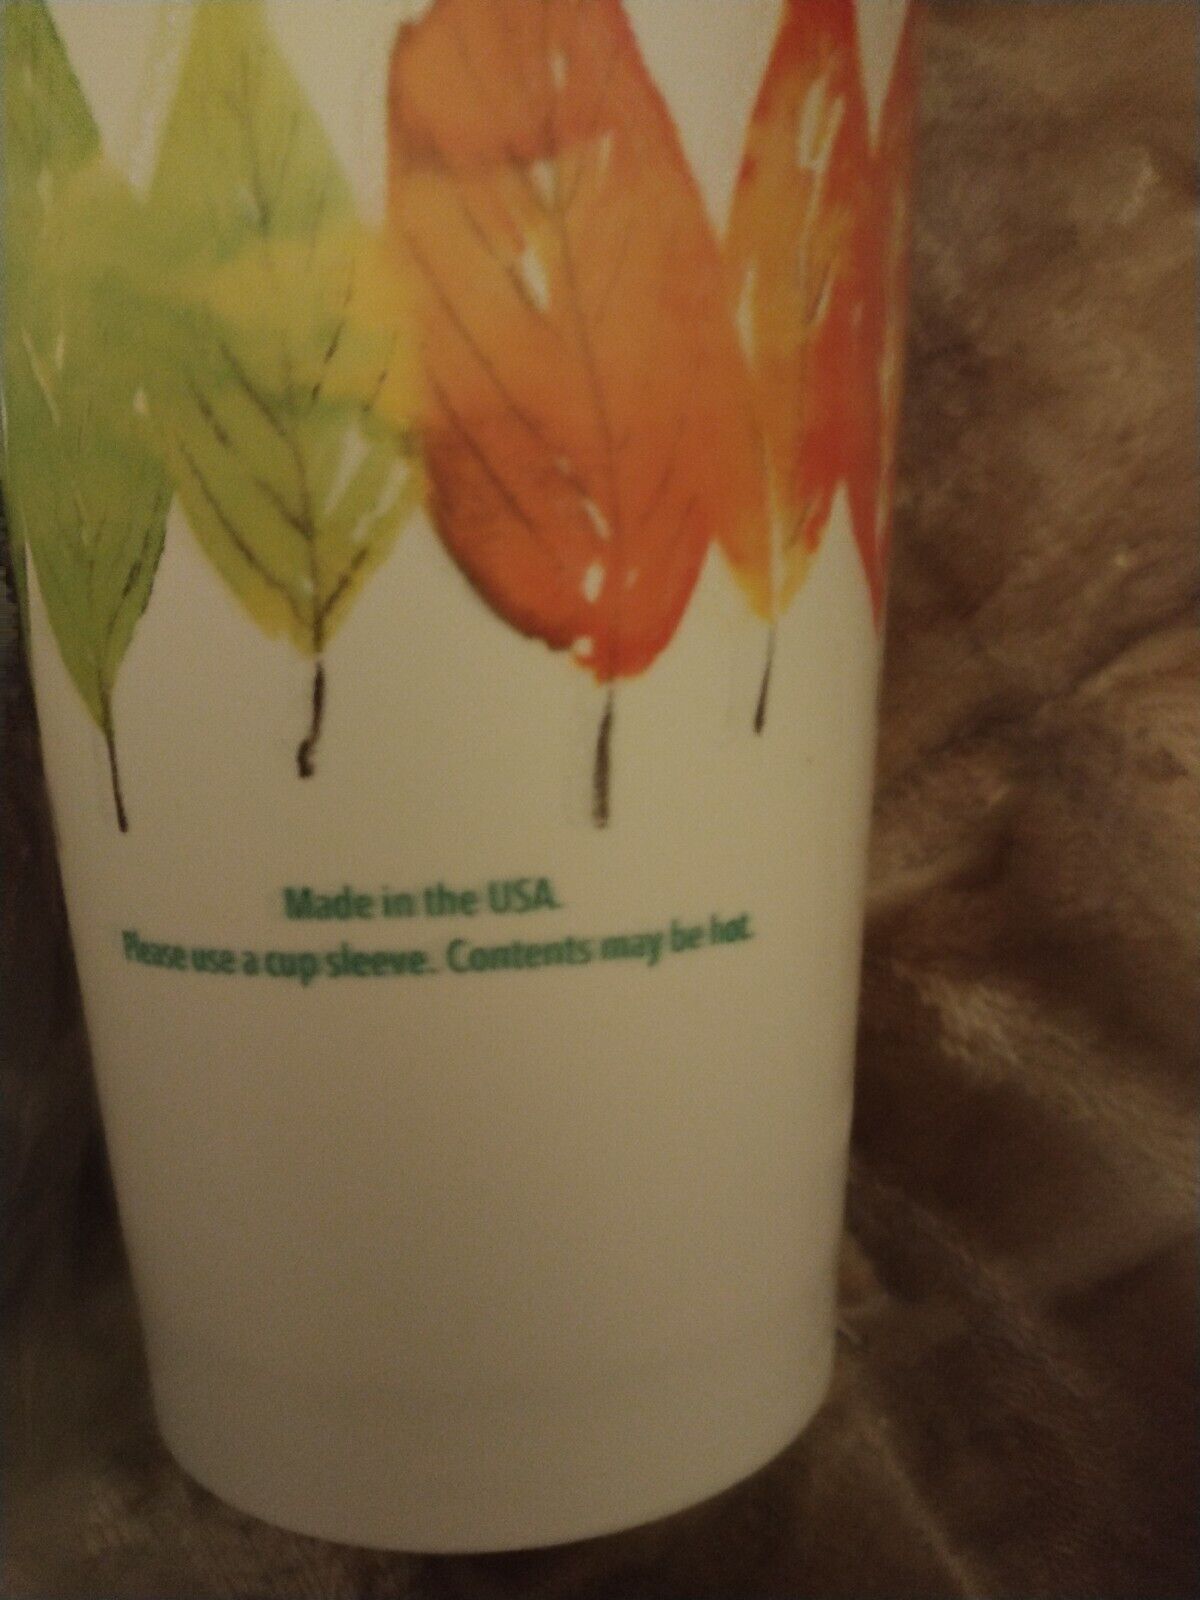 Made in the USA.
Please use a cup sleeve. Contents may be hot.